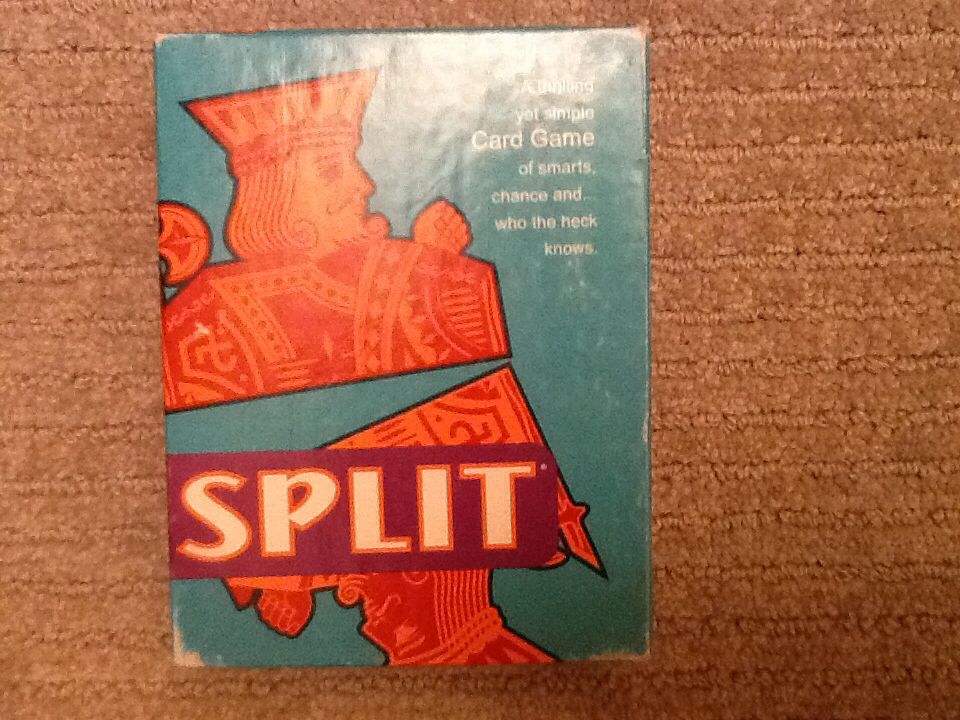 A thrilling
yet simple
Card Game
of smarts,
chance and...
who the heck
knows.
SPLIT